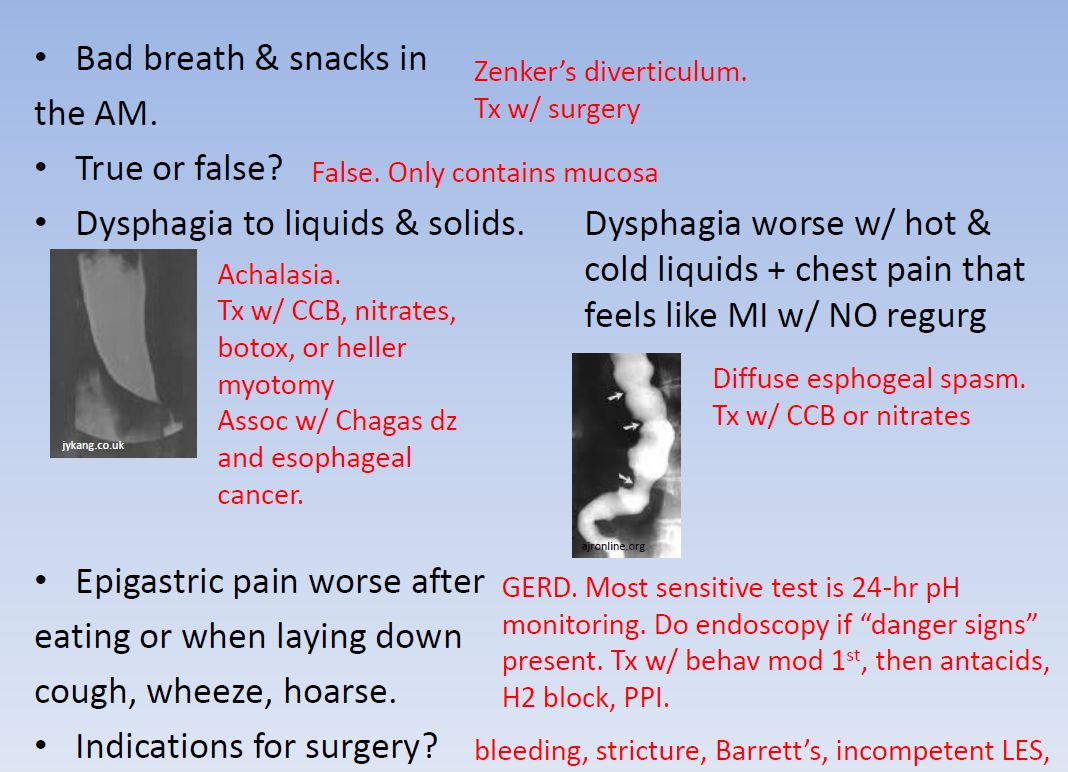 • Bad breath & snacks in
the AM.
Zenker’s diverticulum.
Tx w/ surgery
• True or false?
False. Only contains mucosa
• Dysphagia to liquids & solids.
jykang.co.uk
Achalasia.
Tx w/ CCB, nitrates,
botox, or heller
myotomy
Assoc w/ Chagas dz
and esophageal
cancer.
Dysphagia worse w/ hot &
cold liquids + chest pain that
feels like MI w/ NO regurg
ajronline.org
Diffuse esphogeal spasm.
Tx w/ CCB or nitrates
• Epigastric pain worse after
eating or when laying down
cough, wheeze, hoarse.
GERD. Most sensitive test is 24-hr pH
monitoring. Do endoscopy if “danger signs”
present. Tx w/ behav mod 1st, then antacids,
H2 block, PPI.
• Indications for surgery?
bleeding, stricture, Barrett’s, incompetent LES,